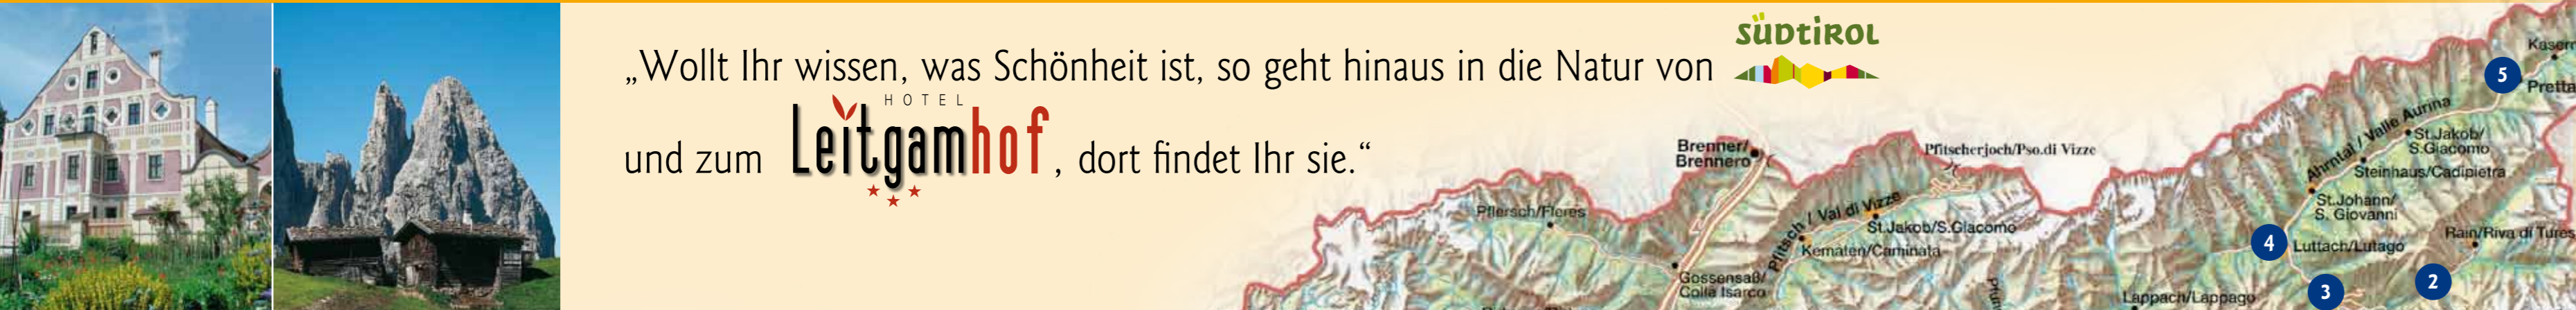 SÜDTIROL
„Wollt Ihr wissen, was Schönheit ist, so geht hinaus in die Natur von
HOTEL
Leitgamhof
und zum , dort findet Ihr sie.“
5
Pretta
Ahrntal / Valle Aurina
St.Jakob/
S.Giacomo
Steinhaus/Cadipietra
St.Johann/
S. Giovanni
Brenner/
Brennero
Pfitscherjoch/Pso.di Vizze
Pflersch/Fleres
Pfitsch / Val di Vizze
St.Jakob/S.Giacomo
Kematen/Caminata
4
Luttach/Lutago
Rain/Riva di Tures
Gossensaß/
Colle Isarco
Lappach/Lappago
3
2